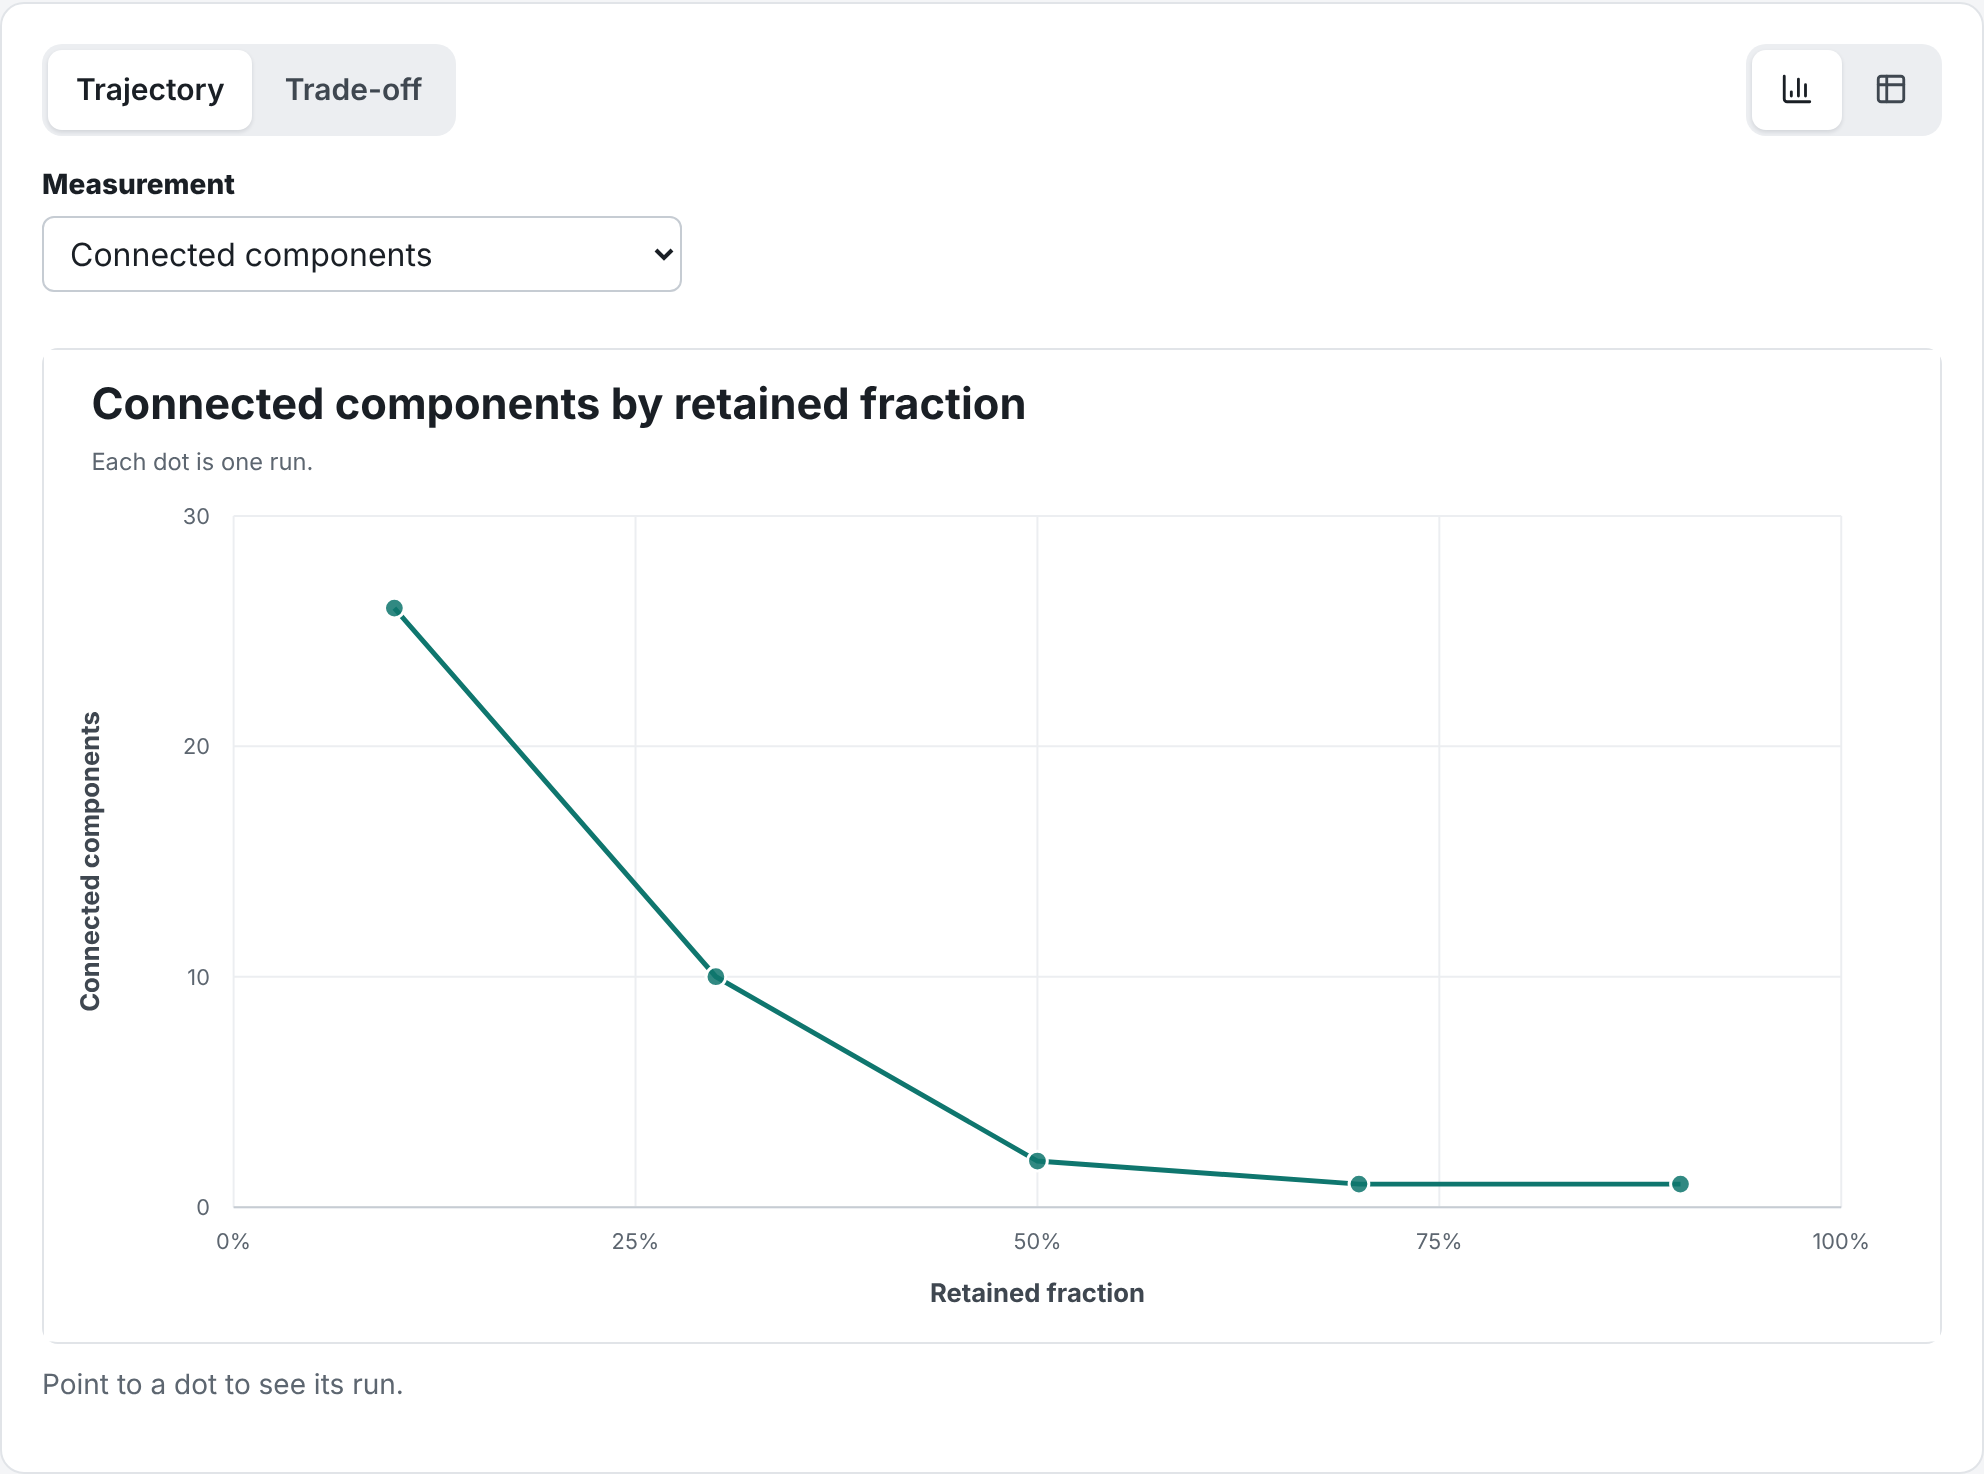 Trajectory
Trade-off
Measurement
Connected components
Connected components by retained fraction
Each dot is one run.
30
20
10
0
Connected components
0%
25%
50%
75%
100%
Retained fraction
Point to a dot to see its run.